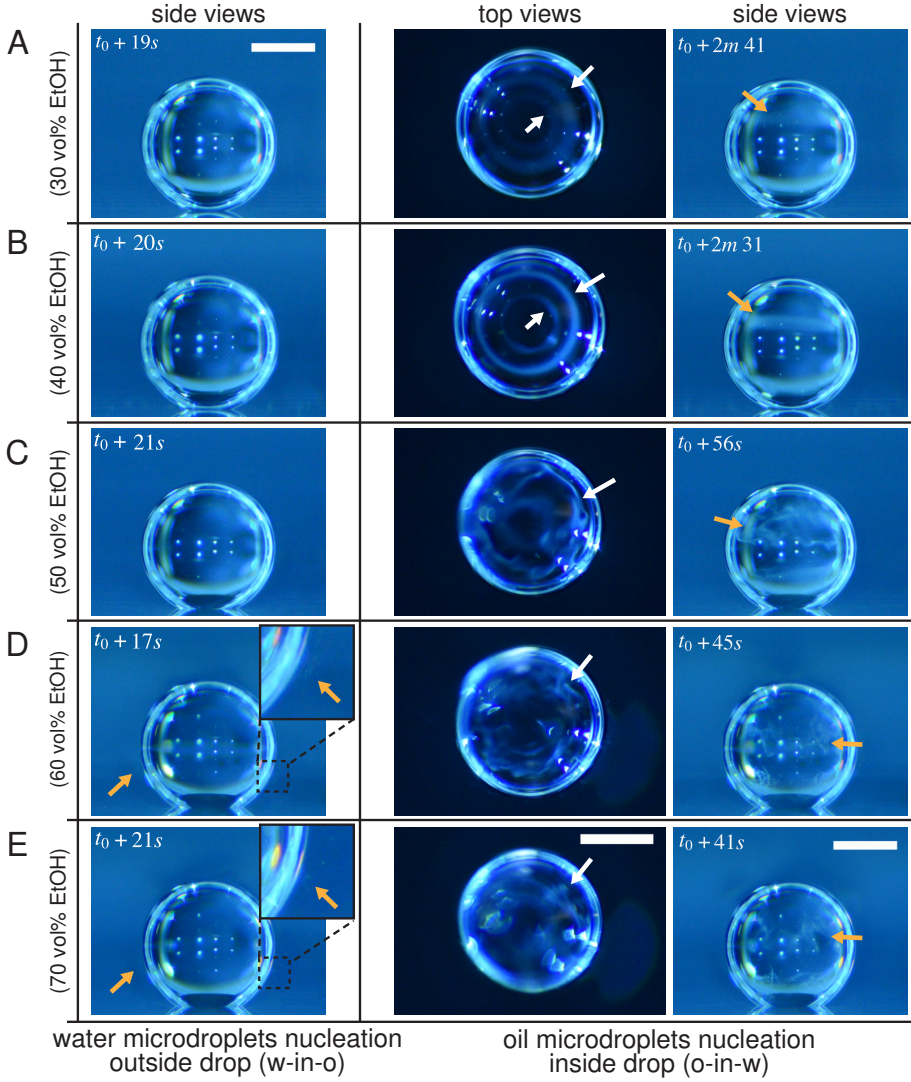 side views top views side views
A
(30 vol% EtOH)
t₀ + 19s
t₀ +2m 41
B
(40 vol% EtOH)
t₀ + 20s
t₀ +2m 31
C
(50 vol% EtOH)
t₀ + 21s
t₀ +56s
D
(60 vol% EtOH)
t₀ + 17s
t₀ +45s
E
(70 vol% EtOH)
t₀ + 21s
t₀ +41s
water microdroplets nucleation
outside drop (w-in-o)
oil microdroplets nucleation
inside drop (o-in-w)